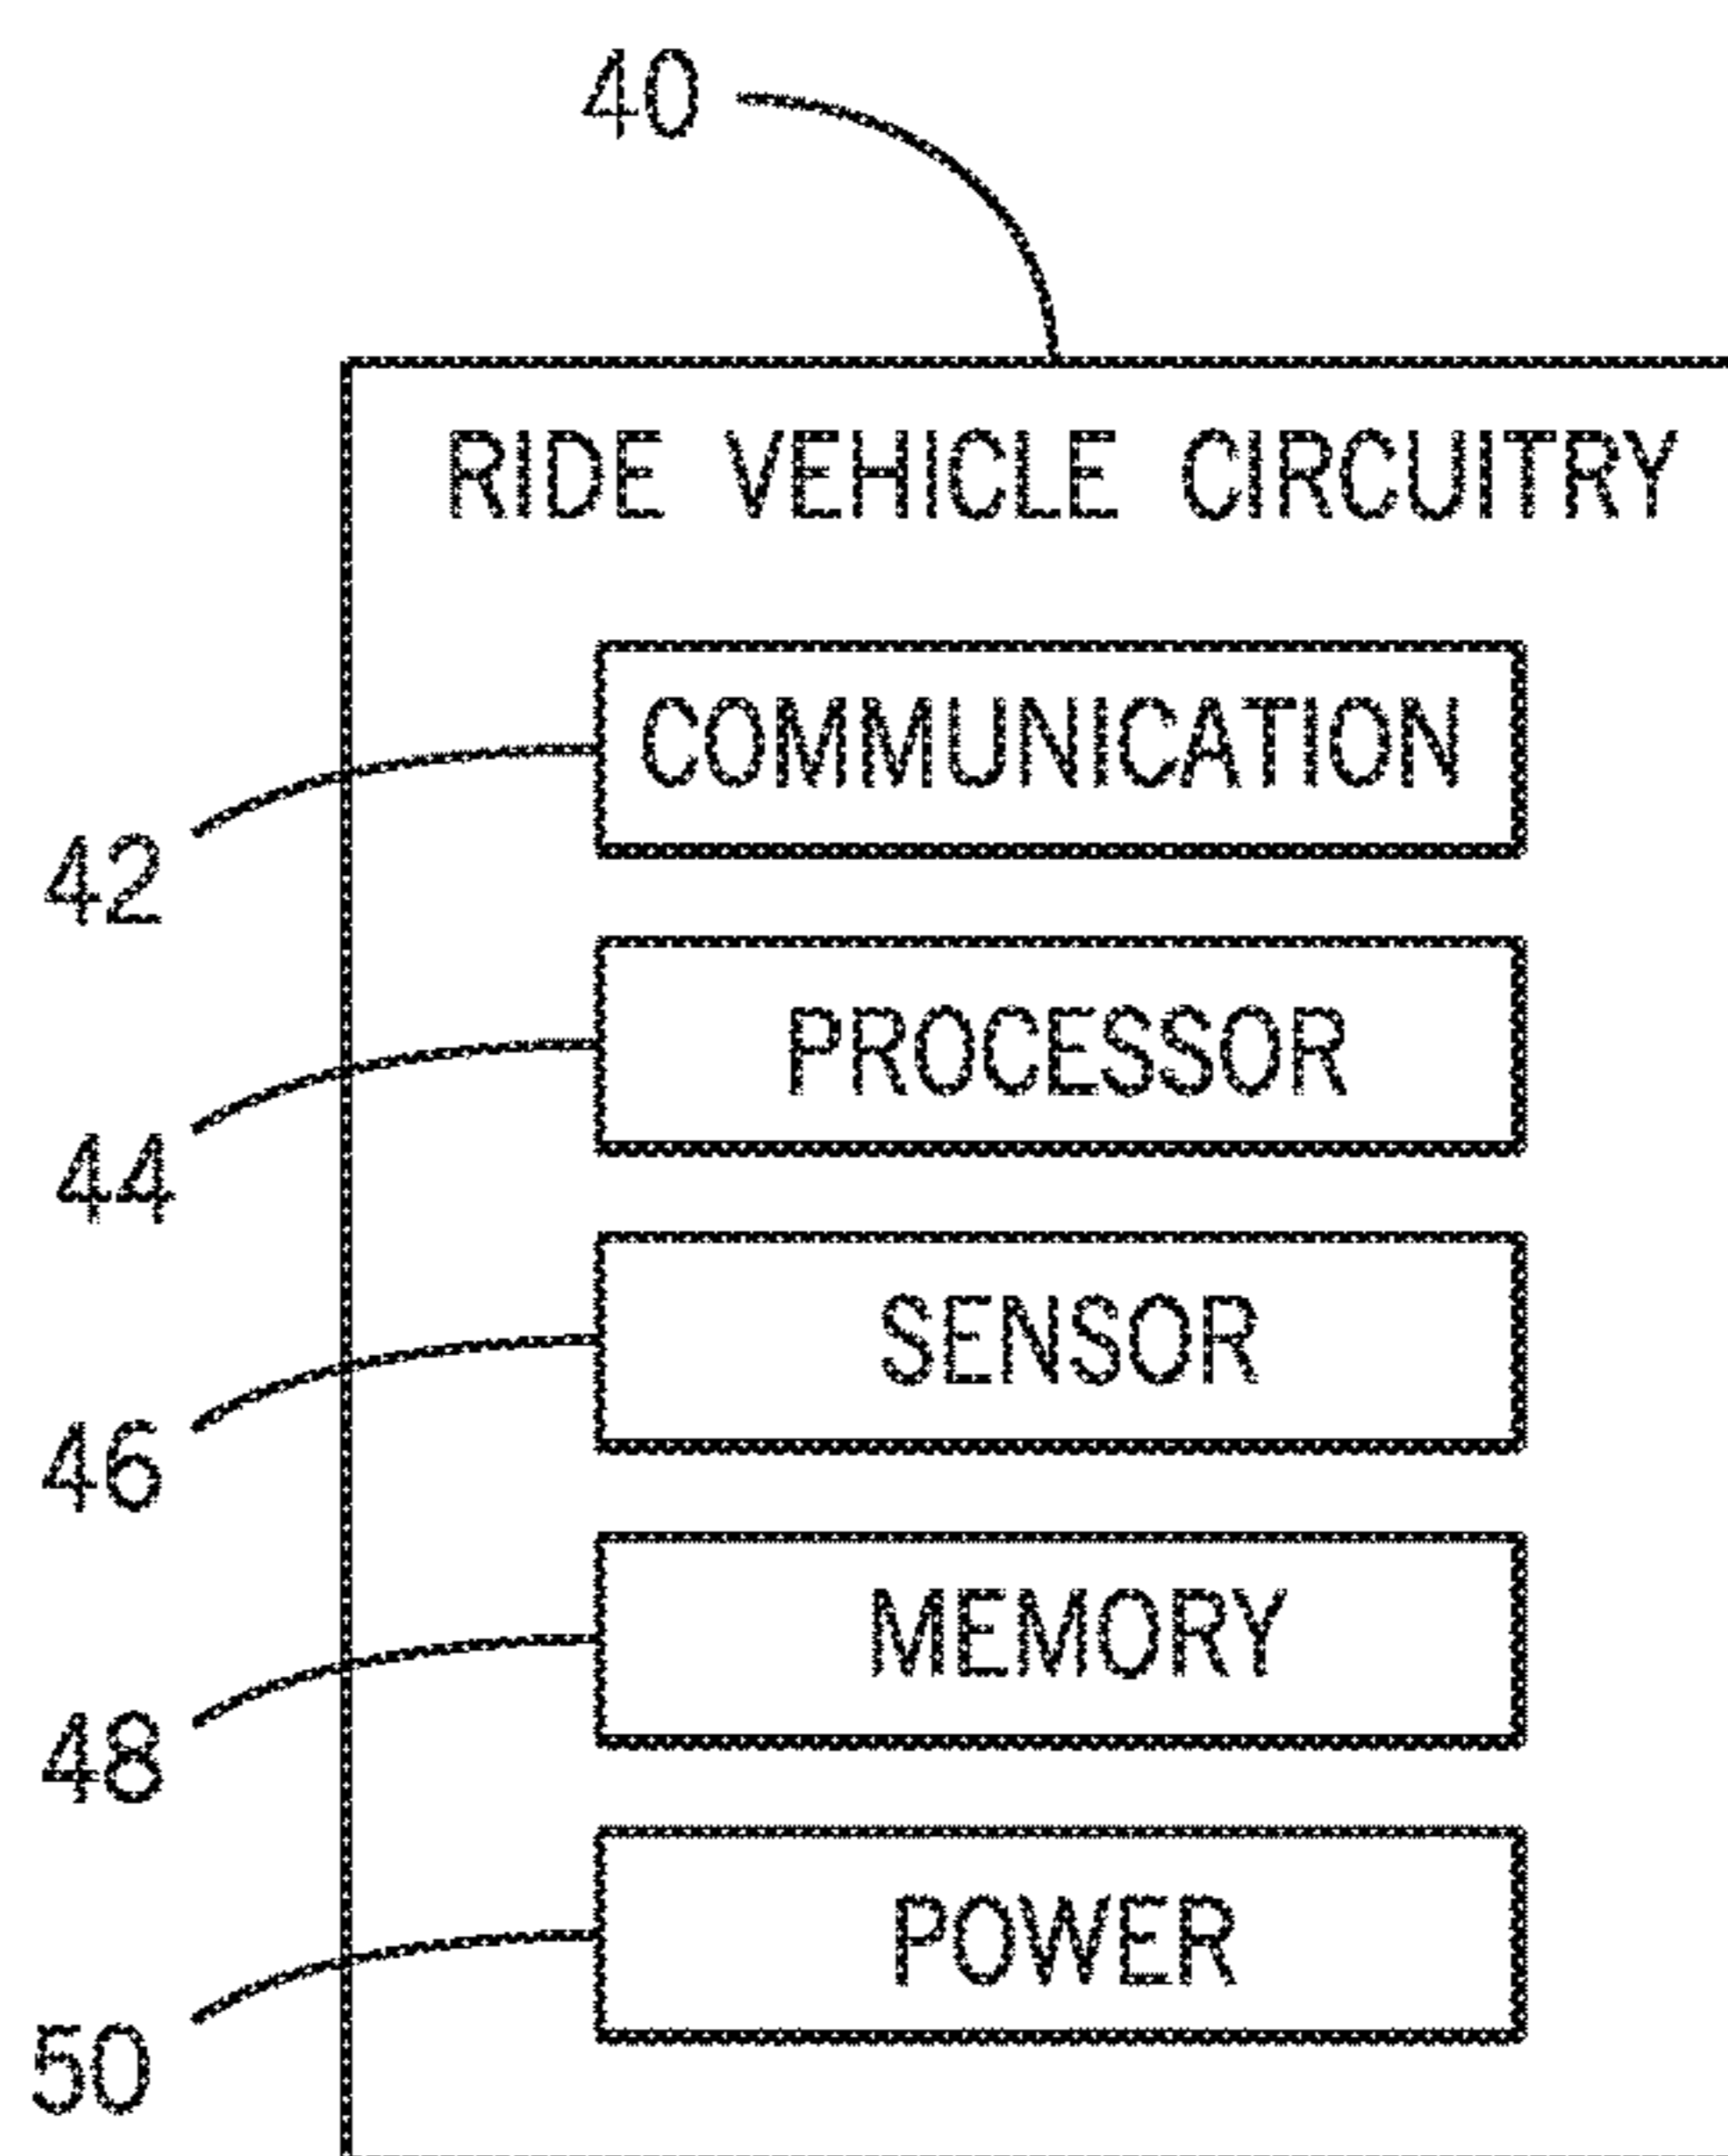 40
RIDE VEHICLE CIRCUITRY
COMMUNICATION
42
PROCESSOR
44
SENSOR
46
MEMORY
48
POWER
50